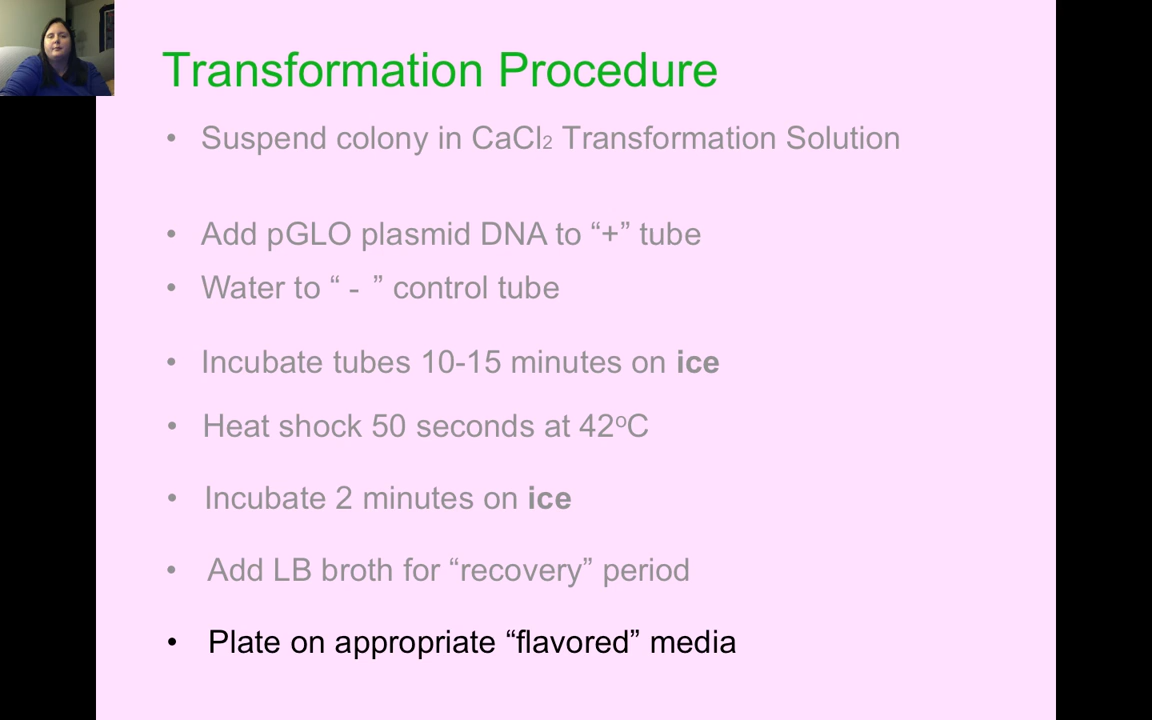 Transformation Procedure
• Suspend colony in CaCl₂ Transformation Solution
• Add pGLO plasmid DNA to “+” tube
• Water to “ - ” control tube
• Incubate tubes 10-15 minutes on ice
• Heat shock 50 seconds at 42ºC
• Incubate 2 minutes on ice
• Add LB broth for “recovery” period
• Plate on appropriate “flavored” media